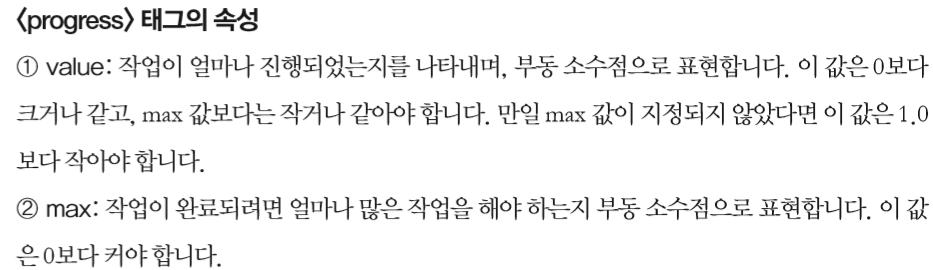 〈progress〉 태그의 속성
① value: 작업이 얼마나 진행되었는지를 나타내며, 부동 소수점으로 표현합니다. 이 값은 0보다
크거나 같고, max 값보다는 작거나 같아야 합니다. 만일 max 값이 지정되지 않았다면 이 값은 1.0
보다 작아야 합니다.
② max: 작업이 완료되려면 얼마나 많은 작업을 해야 하는지 부동 소수점으로 표현합니다. 이 값
은 0보다 커야 합니다.